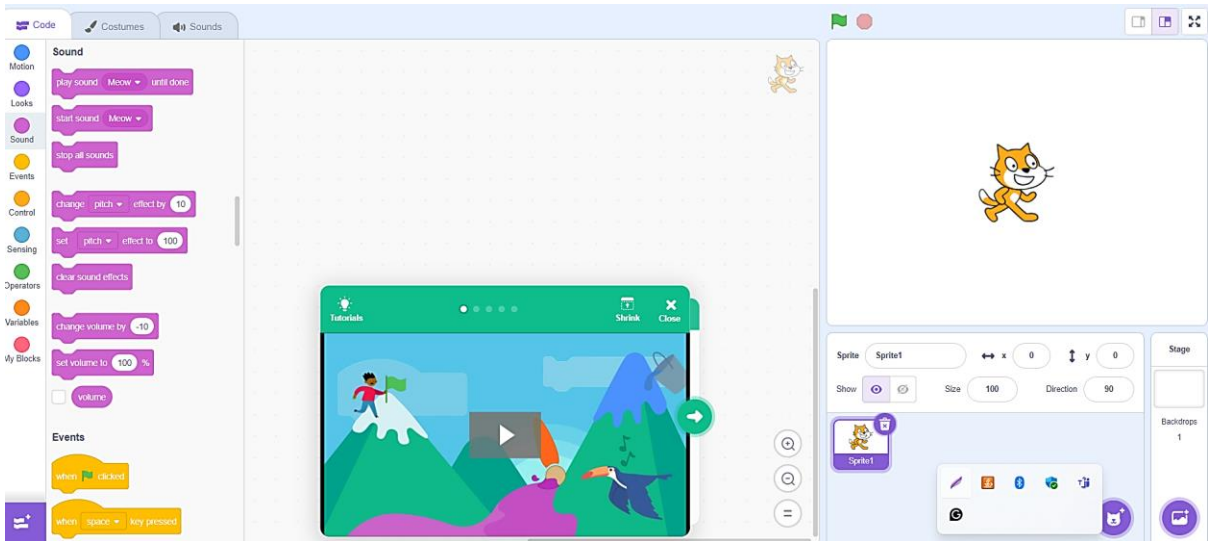 Code
Costumes
Sounds
Motion
Looks
Sound
Events
Control
Sensing
Operators
Variables
My Blocks
Sound
play sound Meow until done
start sound Meow
stop all sounds
change pitch effect by 10
set pitch effect to 100
clear sound effects
change volume by -10
set volume to 100 %
volume
Events
when clicked
when space key pressed
Tutorials
Shrink
Close
Sprite Sprite1 x 0 y 0
Show Size 100 Direction 90
Sprite1
Stage
Backdrops
1